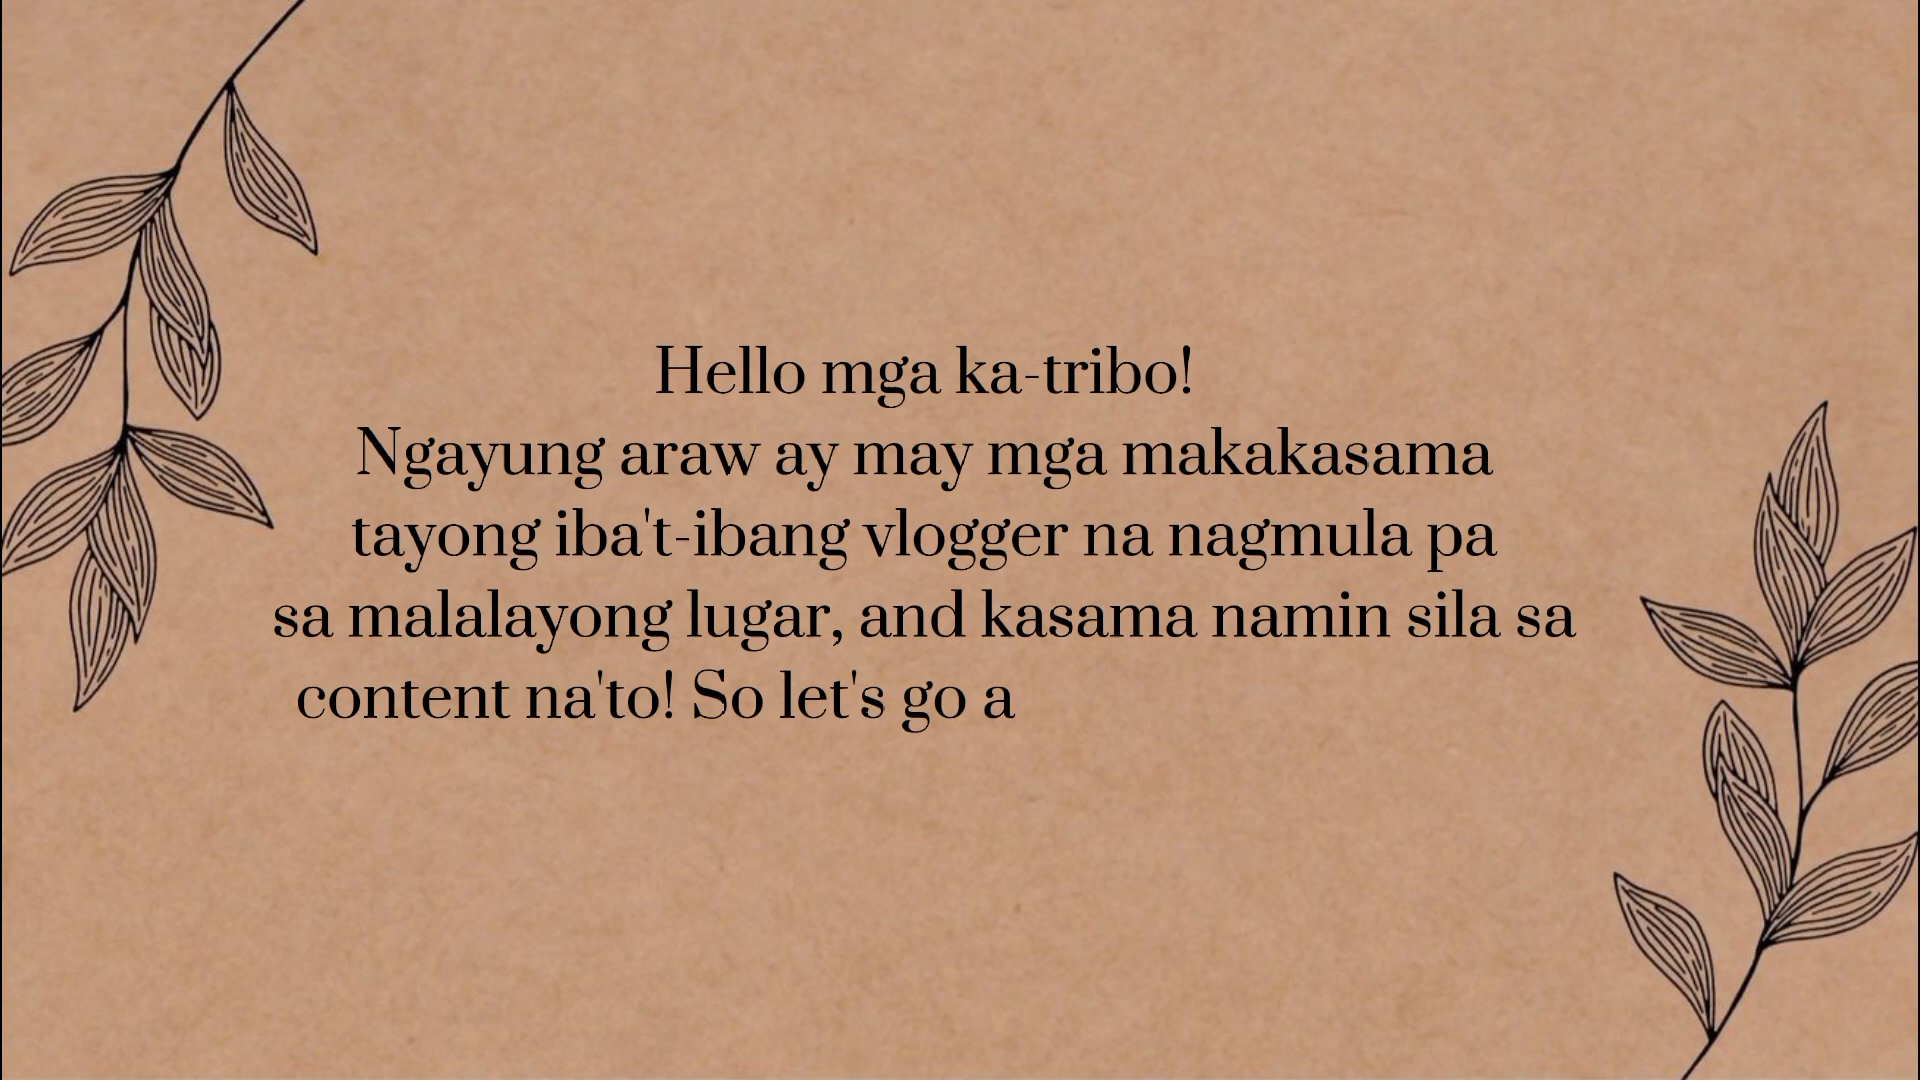 Hello mga ka-tribo!
Ngayung araw ay may mga makakasama
tayong iba't-ibang vlogger na nagmula pa
sa malalayong lugar, and kasama namin sila sa
content na'to! So let's go a